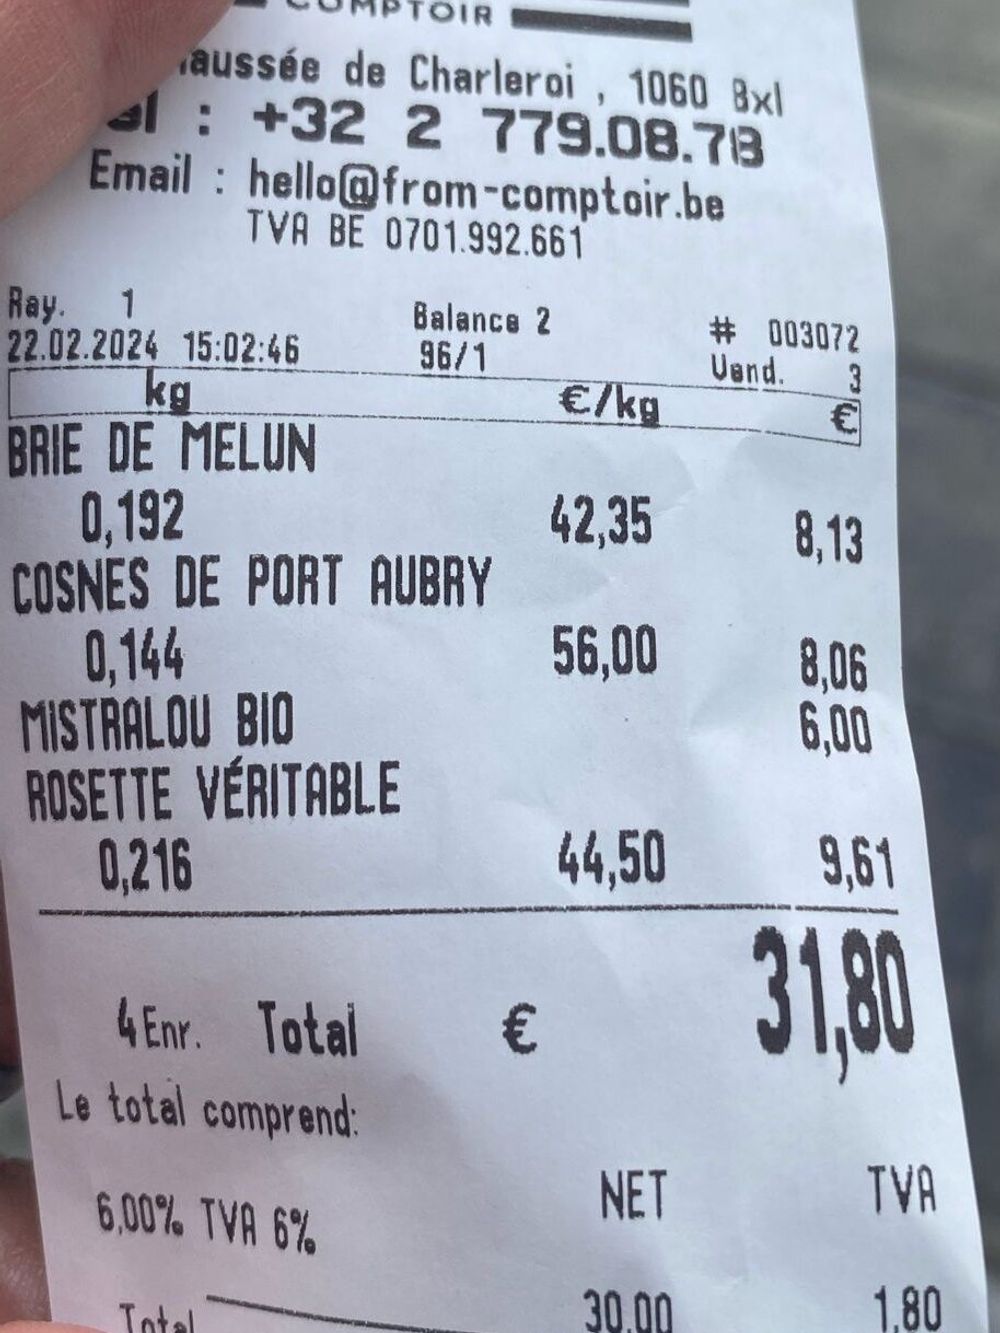 COMPTOIR
de Charleroi , 1060 Bxl
: +32 2 779.08.78
Email : hello@from-comptoir.be
TVA BE 0701.992.661
Ray. 1 Balance 2 # 003072
22.02.2024 15:02:46 96/1 Vend. 3
kg €/kg €
BRIE DE MELUN
0,192 42,35 8,13
COSNES DE PORT AUBRY
0,144 56,00 8,06
MISTRALOU BIO 6,00
ROSETTE VÉRITABLE
0,216 44,50 9,61
4 Enr. Total € 31,80
Le total comprend:
NET TVA
6,00% TVA 6%
Total 30.00 1.80